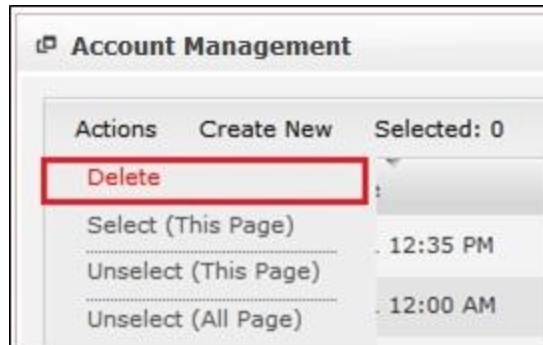 Account Management
Actions Create New Selected: 0
Delete
Select (This Page)
12:35 PM
Unselect (This Page)
12:00 AM
Unselect (All Page)